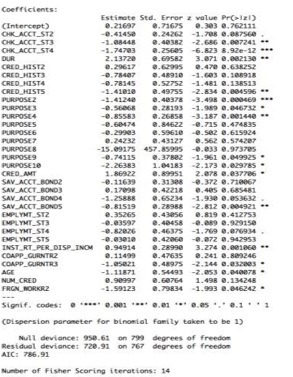 Coefficients:
Estimate Std. Error z value Pr(>|z|)
(Intercept) 0.21697 0.71675 0.303 0.762111
CHK_ACCT_ST2 -0.41450 0.24262 -1.708 0.087560 .
CHK_ACCT_ST3 -1.08448 0.40382 -2.686 0.007241 **
CHK_ACCT_ST4 -1.74703 0.25605 -6.823 8.92e-12 ***
DUR 2.13720 0.69582 3.071 0.002130 **
CRED_HIST2 0.29617 0.62995 0.470 0.638252
CRED_HIST3 -0.78407 0.48910 -1.603 0.108918
CRED_HIST4 -0.78145 0.52752 -1.481 0.138513
CRED_HIST5 -1.41010 0.49755 -2.834 0.004596 **
PURPOSE2 -1.41240 0.40378 -3.498 0.000469 ***
PURPOSE3 -0.56068 0.28193 -1.989 0.046732 *
PURPOSE4 -0.85583 0.26858 -3.187 0.001440 **
PURPOSE5 -0.60474 0.84622 -0.715 0.474835
PURPOSE6 -0.29903 0.59610 -0.502 0.615924
PURPOSE7 0.24232 0.43127 0.562 0.574207
PURPOSE8 -15.09175 457.85995 -0.033 0.973705
PURPOSE9 -0.74115 0.37802 -1.961 0.049925 *
PURPOSE10 -2.26383 1.04183 -2.173 0.029785 *
CRED_AMT 1.86922 0.89951 2.078 0.037706 *
SAV_ACCT_BOND2 -0.11639 0.31308 -0.372 0.710067
SAV_ACCT_BOND3 0.17098 0.42218 0.405 0.685481
SAV_ACCT_BOND4 -1.25888 0.65234 -1.930 0.053632 .
SAV_ACCT_BOND5 -0.81519 0.28988 -2.812 0.004921 **
EMPLYMT_ST2 0.35265 0.43056 0.819 0.412753
EMPLYMT_ST3 -0.03597 0.40458 -0.089 0.929150
EMPLYMT_ST4 -0.82026 0.46375 -1.769 0.076934 .
EMPLYMT_ST5 -0.03010 0.42060 -0.072 0.942953
INST_RT_PER_DISP_INCM 0.94914 0.28990 3.274 0.001060 **
COAPP_GURNTR2 0.11499 0.47635 0.241 0.809246
COAPP_GURNTR3 -1.05021 0.48975 -2.144 0.032003 *
AGE -1.11871 0.54493 -2.053 0.040078 *
NUM_CRED 0.90997 0.60764 1.498 0.134248
FRGN_WORKR2 -1.59123 0.79834 -1.993 0.046242 *
---
Signif. codes: 0 '***' 0.001 '**' 0.01 '*' 0.05 '.' 0.1 ' ' 1
(Dispersion parameter for binomial family taken to be 1)
Null deviance: 950.61 on 799 degrees of freedom
Residual deviance: 720.91 on 767 degrees of freedom
AIC: 786.91
Number of Fisher Scoring iterations: 14